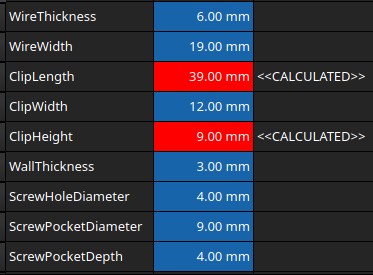 WireThickness 6.00 mm
WireWidth 19.00 mm
ClipLength 39.00 mm <<CALCULATED>>
ClipWidth 12.00 mm
ClipHeight 9.00 mm <<CALCULATED>>
WallThickness 3.00 mm
ScrewHoleDiameter 4.00 mm
ScrewPocketDiameter 9.00 mm
ScrewPocketDepth 4.00 mm